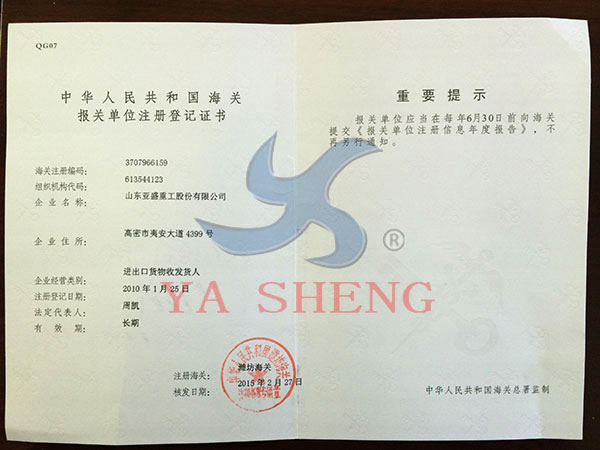 QG07
中华人民共和国海关
报关单位注册登记证书
海关注册编码： 3707966159
组织机构代码： 613544123
企业名称： 山东亚盛重工股份有限公司
企业住所： 高密市夷安大道4399号
企业经营类别： 进出口货物收发货人
注册登记日期： 2010年1月25日
法定代表人： 周凯
有效期： 长期
注册海关： 潍坊海关
核发日期： 2015年2月27日
重要提示
报关单位应当在每年6月30日前向海关
提交《报关单位注册信息年度报告》，不
再另行通知。
中华人民共和国海关总署监制
®
YA SHENG